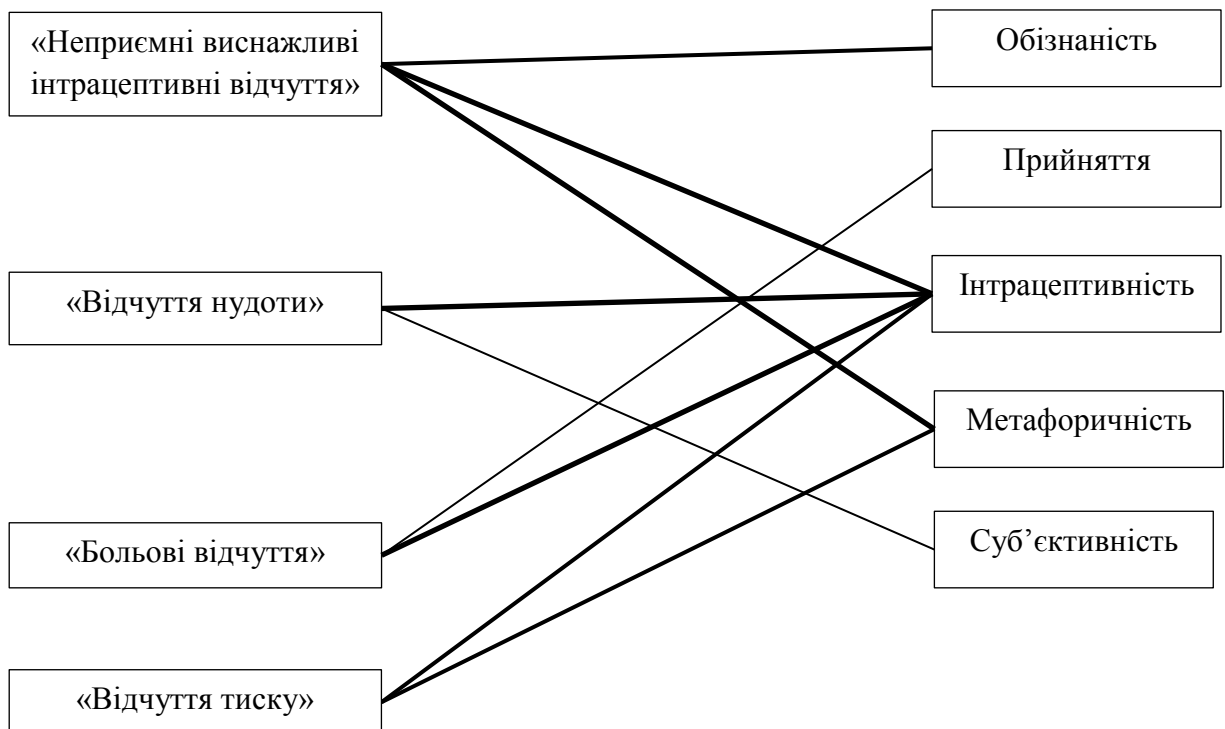 «Неприємні виснажливі
інтрацептивні відчуття»
«Відчуття нудоти»
«Больові відчуття»
«Відчуття тиску»
Обізнаність
Прийняття
Інтрацептивність
Метафоричність
Суб’єктивність